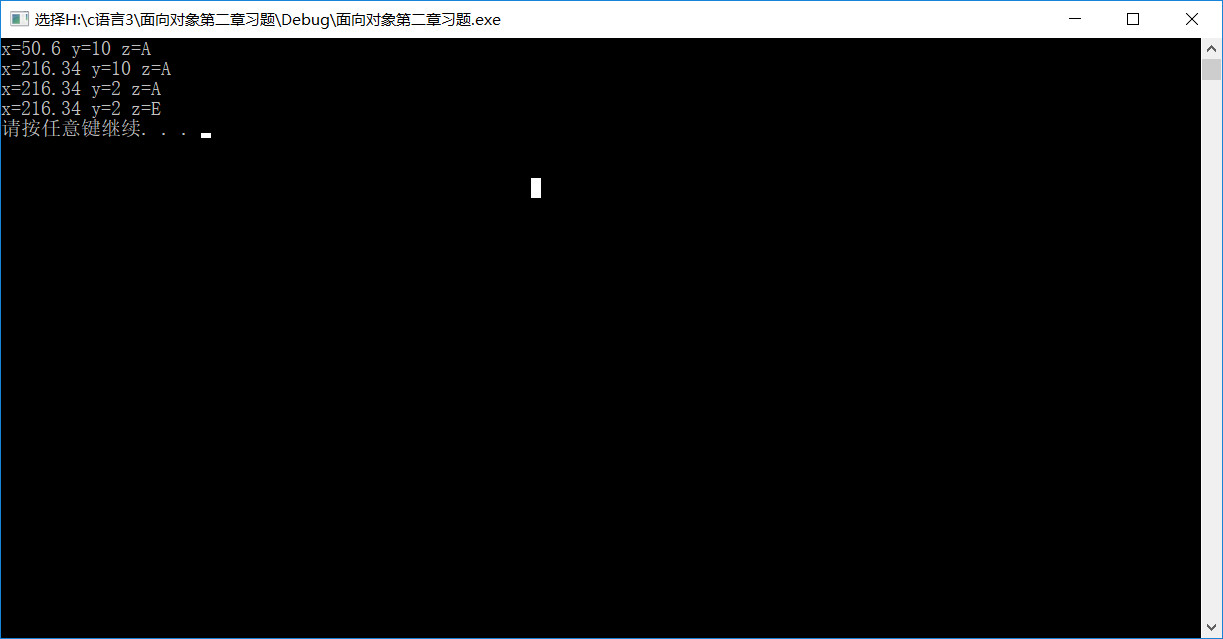 选择H:\c语言3\面向对象第二章习题\Debug\面向对象第二章习题.exe
x=50.6 y=10 z=A
x=216.34 y=10 z=A
x=216.34 y=2 z=A
x=216.34 y=2 z=E
请按任意键继续. . .